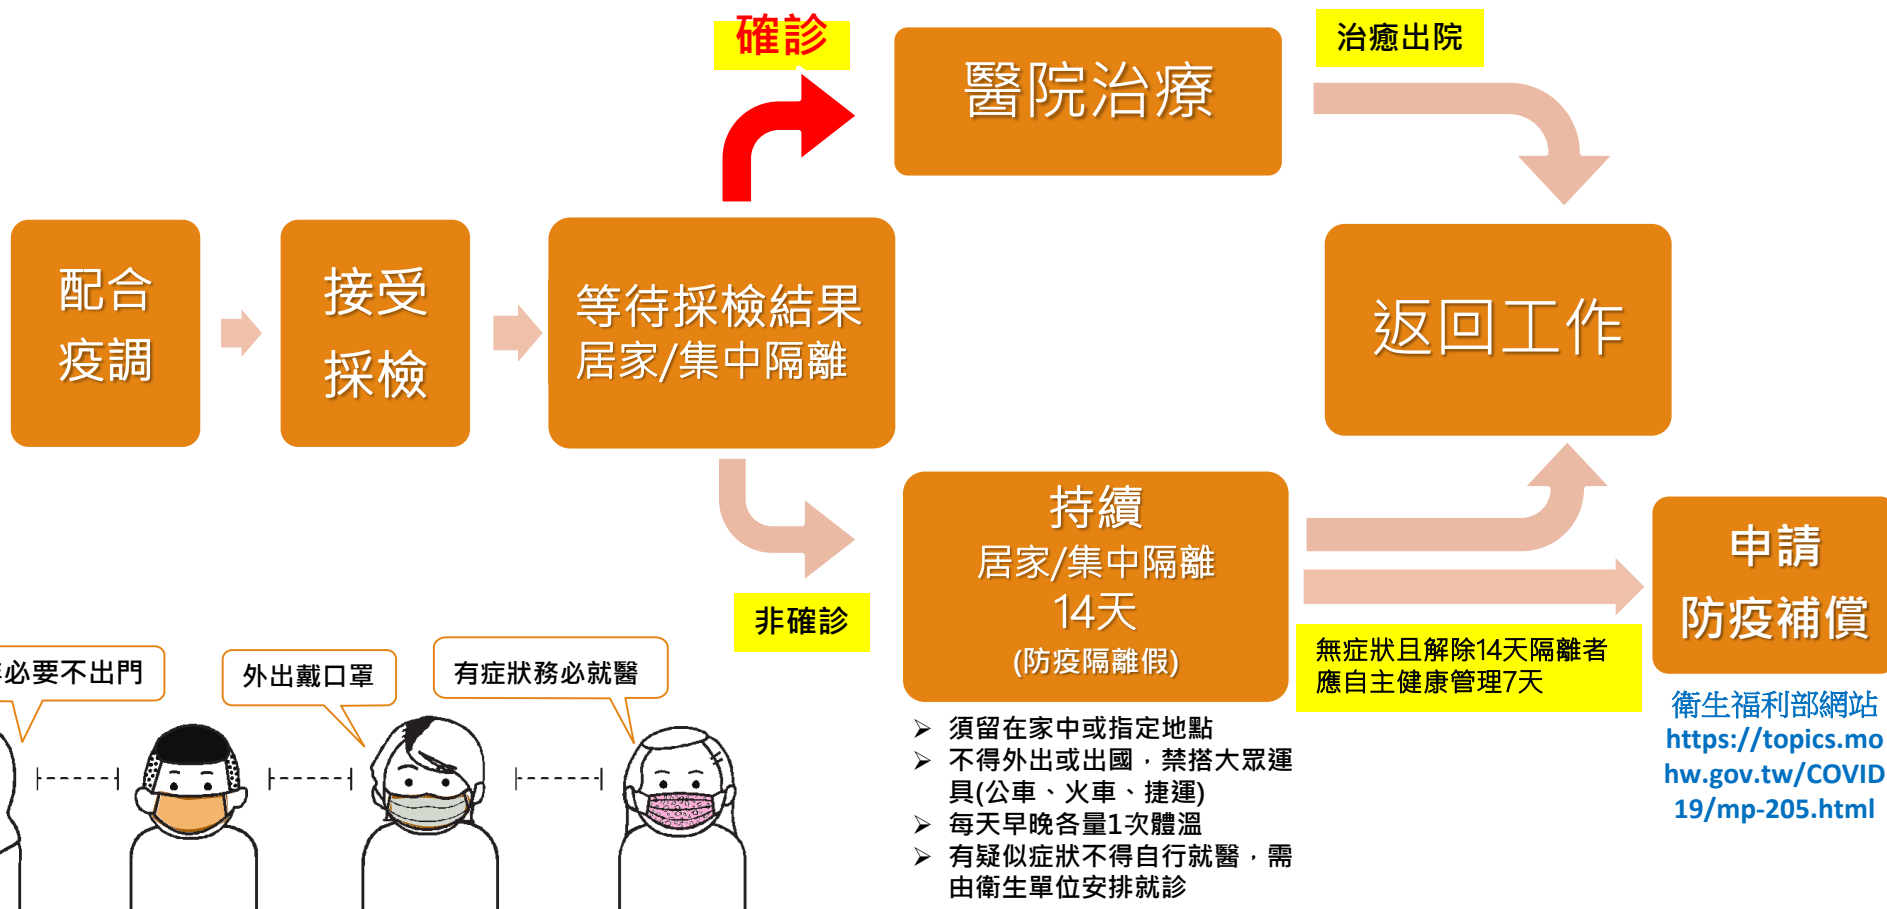 確診
醫院治療
治癒出院
配合
疫調
接受
採檢
等待採檢結果
居家/集中隔離
返回工作
非確診
持續
居家/集中隔離
14天
(防疫隔離假)
無症狀且解除14天隔離者
應自主健康管理7天
申請
防疫補償
衛生福利部網站
https://topics.mo
hw.gov.tw/COVID
19/mp-205.html
➢ 須留在家中或指定地點
➢ 不得外出或出國，禁搭大眾運
具(公車、火車、捷運)
➢ 每天早晚各量1次體溫
➢ 有疑似症狀不得自行就醫，需
由衛生單位安排就診
必要不出門
外出戴口罩
有症狀務必就醫